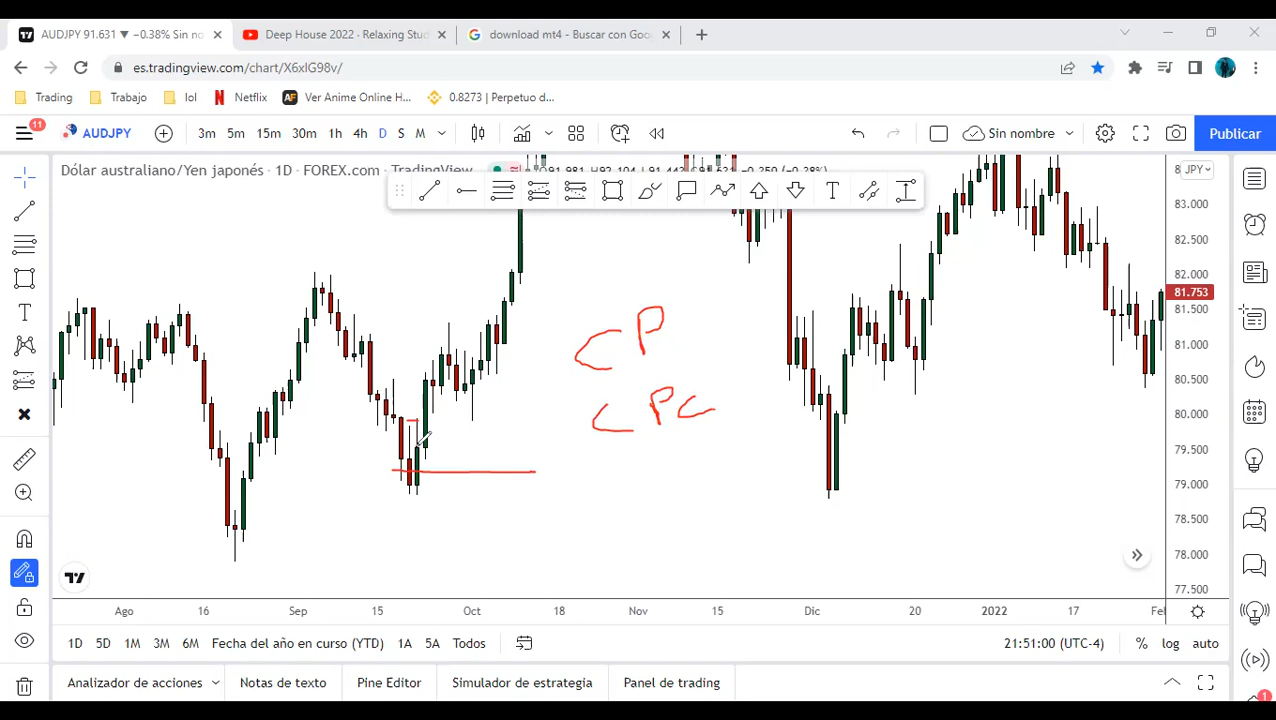 AUDJPY 91.631 ▼ −0.38% Sin no
Deep House 2022 · Relaxing Stud
download mt4 - Buscar con Goo
es.tradingview.com/chart/X6xlG98v/
Trading
Trabajo
lol
Netflix
Ver Anime Online H...
0.8273 | Perpetuo d...
11
AUDJPY
3m 5m 15m 30m 1h 4h D S M
Sin nombre
Publicar
Dólar australiano/Yen japonés · 1D · FOREX.com — TradingView
JPY
83.000
82.500
82.000
81.753
81.500
81.000
80.500
80.000
79.500
79.000
78.500
78.000
77.500
C P
C P C
Ago 16 Sep 15 Oct 18 Nov 15 Dic 20 2022 17 Fel
1D 5D 1M 3M 6M Fecha del año en curso (YTD) 1A 5A Todos
21:51:00 (UTC-4) % log auto
Analizador de acciones
Notas de texto
Pine Editor
Simulador de estrategia
Panel de trading
1